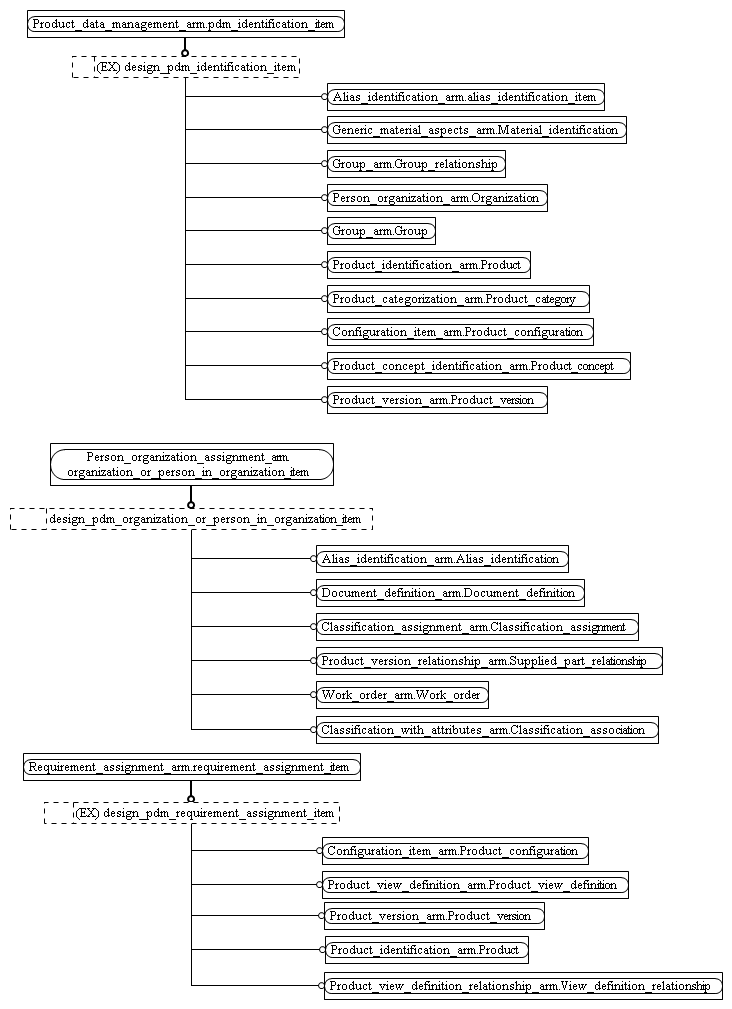 Product_data_management_arm.pdm_identification_item
(EX) design_pdm_identification_item
Alias_identification_arm.alias_identification_item
Generic_material_aspects_arm.Material_identification
Group_arm.Group_relationship
Person_organization_arm.Organization
Group_arm.Group
Product_identification_arm.Product
Product_categorization_arm.Product_category
Configuration_item_arm.Product_configuration
Product_concept_identification_arm.Product_concept
Product_version_arm.Product_version
Person_organization_assignment_arm.
organization_or_person_in_organization_item
design_pdm_organization_or_person_in_organization_item
Alias_identification_arm.Alias_identification
Document_definition_arm.Document_definition
Classification_assignment_arm.Classification_assignment
Product_version_relationship_arm.Supplied_part_relationship
Work_order_arm.Work_order
Classification_with_attributes_arm.Classification_association
Requirement_assignment_arm.requirement_assignment_item
(EX) design_pdm_requirement_assignment_item
Configuration_item_arm.Product_configuration
Product_view_definition_arm.Product_view_definition
Product_version_arm.Product_version
Product_identification_arm.Product
Product_view_definition_relationship_arm.View_definition_relationship